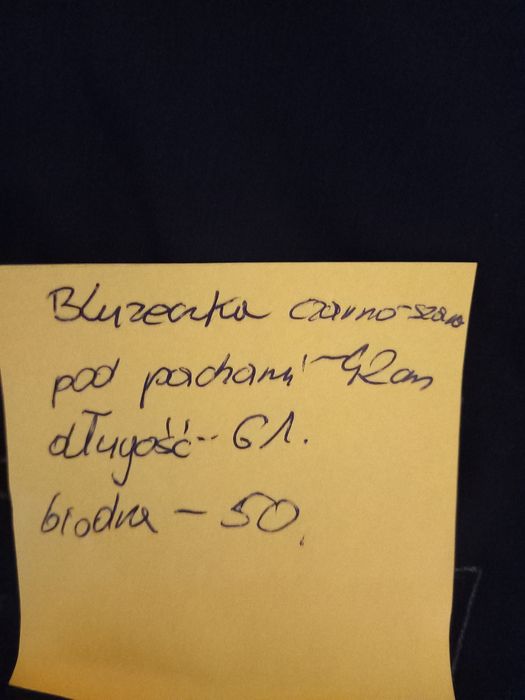 Bluzeczka czarno-szara
pod pachami - 42cm
długość - 61.
biodra - 50.